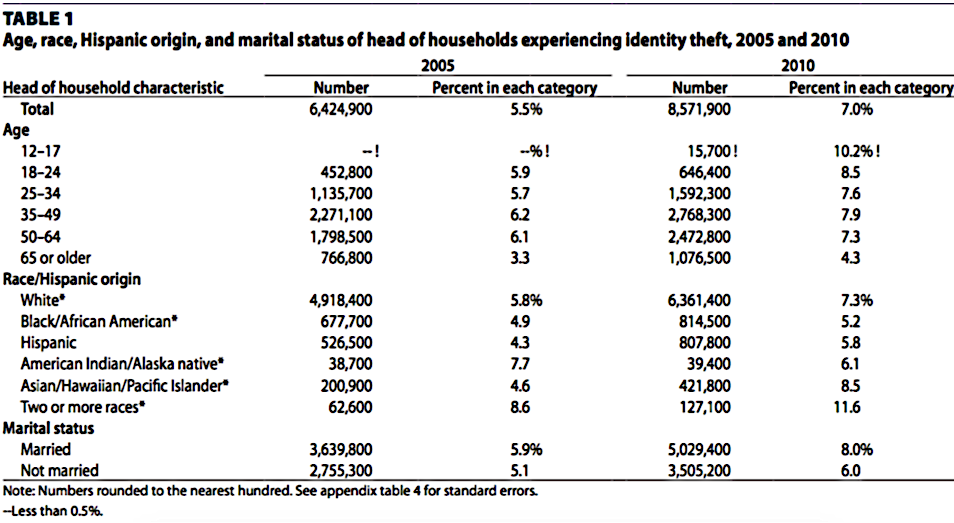 TABLE 1
Age, race, Hispanic origin, and marital status of head of households experiencing identity theft, 2005 and 2010
2005 2010
Head of household characteristic Number Percent in each category Number Percent in each category
Total 6,424,900 5.5% 8,571,900 7.0%
Age
12–17 --! --%! 15,700! 10.2%!
18–24 452,800 5.9 646,400 8.5
25–34 1,135,700 5.7 1,592,300 7.6
35–49 2,271,100 6.2 2,768,300 7.9
50–64 1,798,500 6.1 2,472,800 7.3
65 or older 766,800 3.3 1,076,500 4.3
Race/Hispanic origin
White* 4,918,400 5.8% 6,361,400 7.3%
Black/African American* 677,700 4.9 814,500 5.2
Hispanic 526,500 4.3 807,800 5.8
American Indian/Alaska native* 38,700 7.7 39,400 6.1
Asian/Hawaiian/Pacific Islander* 200,900 4.6 421,800 8.5
Two or more races* 62,600 8.6 127,100 11.6
Marital status
Married 3,639,800 5.9% 5,029,400 8.0%
Not married 2,755,300 5.1 3,505,200 6.0
Note: Numbers rounded to the nearest hundred. See appendix table 4 for standard errors.
--Less than 0.5%.